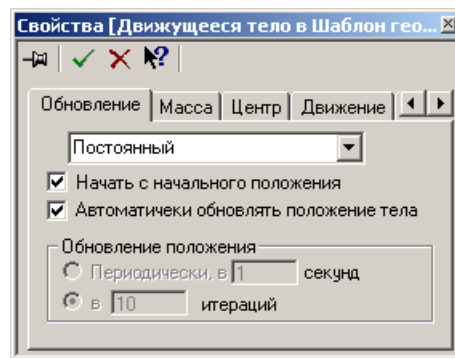 Свойства [Движущееся тело в Шаблон гео...
Обновление Масса Центр Движение
Постоянный
Начать с начального положения
Автоматичеки обновлять положение тела
Обновление положения
Периодически, в 1 секунд
в 10 итераций